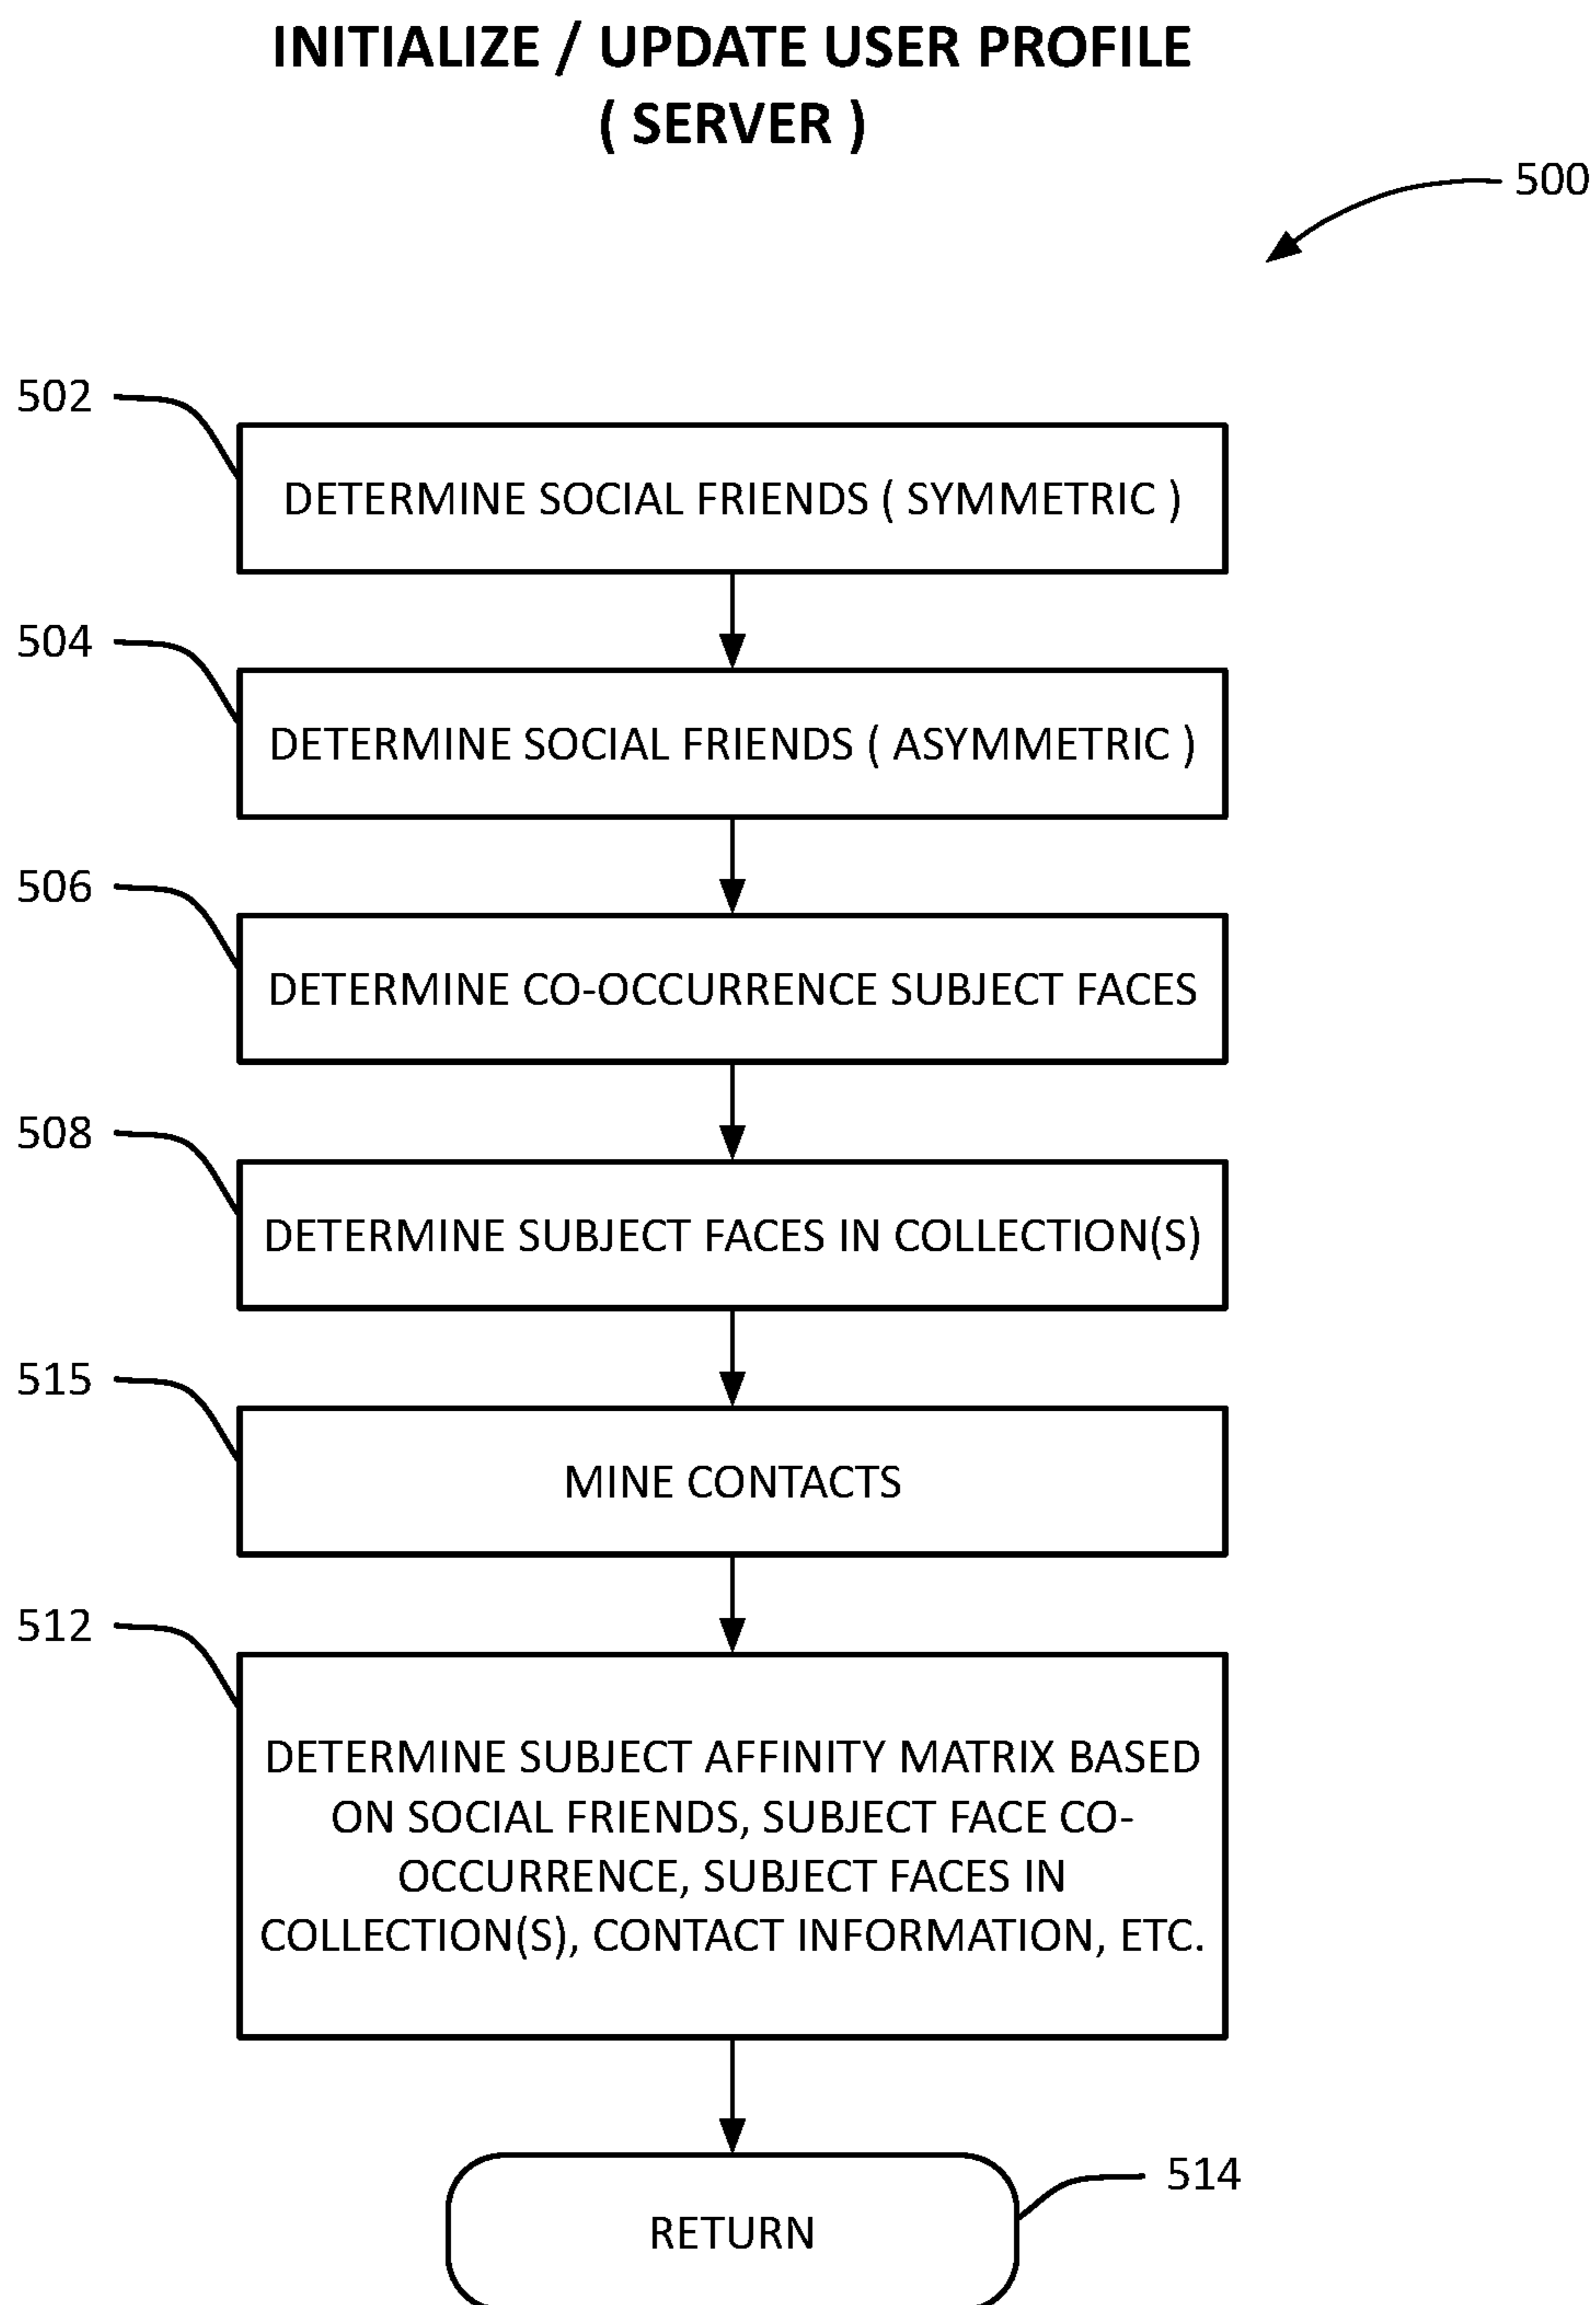 INITIALIZE / UPDATE USER PROFILE
( SERVER )
500
502
DETERMINE SOCIAL FRIENDS ( SYMMETRIC )
504
DETERMINE SOCIAL FRIENDS ( ASYMMETRIC )
506
DETERMINE CO-OCCURRENCE SUBJECT FACES
508
DETERMINE SUBJECT FACES IN COLLECTION(S)
515
MINE CONTACTS
512
DETERMINE SUBJECT AFFINITY MATRIX BASED
ON SOCIAL FRIENDS, SUBJECT FACE CO-
OCCURRENCE, SUBJECT FACES IN
COLLECTION(S), CONTACT INFORMATION, ETC.
514
RETURN